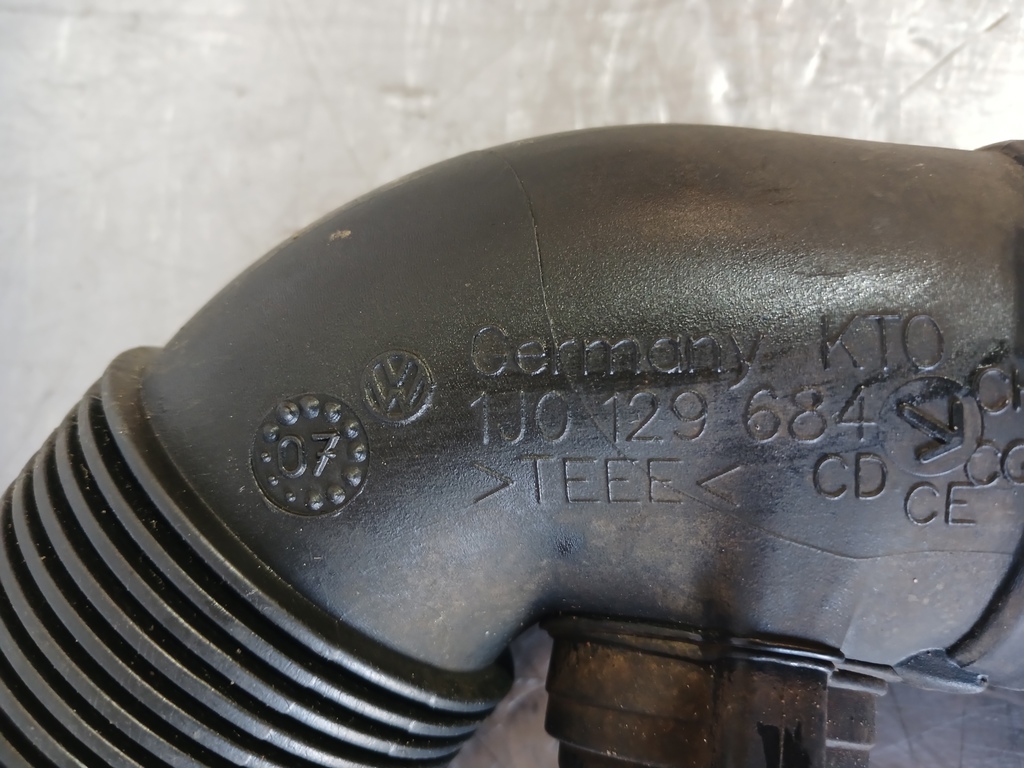 Germany KTO
1J0 129 684
>TEEE< CD
CE
07